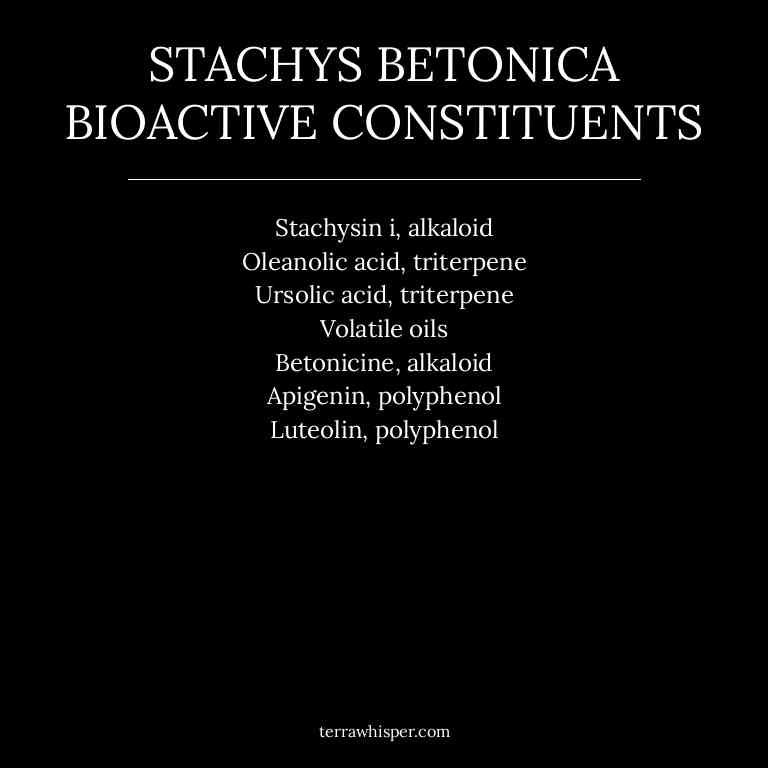 STACHYS BETONICA
BIOACTIVE CONSTITUENTS
Stachysin i, alkaloid
Oleanolic acid, triterpene
Ursolic acid, triterpene
Volatile oils
Betonicine, alkaloid
Apigenin, polyphenol
Luteolin, polyphenol
terrawhisper.com